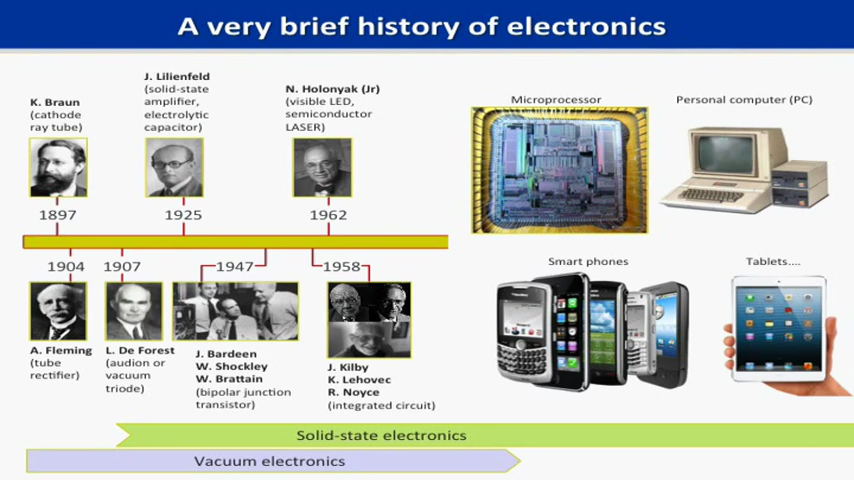 A very brief history of electronics
K. Braun
(cathode
ray tube)
J. Lilienfeld
(solid-state
amplifier,
electrolytic
capacitor)
N. Holonyak (Jr)
(visible LED,
semiconductor
LASER)
Microprocessor
Personal computer (PC)
1897
1925
1962
1904
1907
1947
1958
A. Fleming
(tube
rectifier)
L. De Forest
(audion or
vacuum
triode)
J. Bardeen
W. Shockley
W. Brattain
(bipolar junction
transistor)
J. Kilby
K. Lehovec
R. Noyce
(integrated circuit)
Smart phones
Tablets....
Solid-state electronics
Vacuum electronics